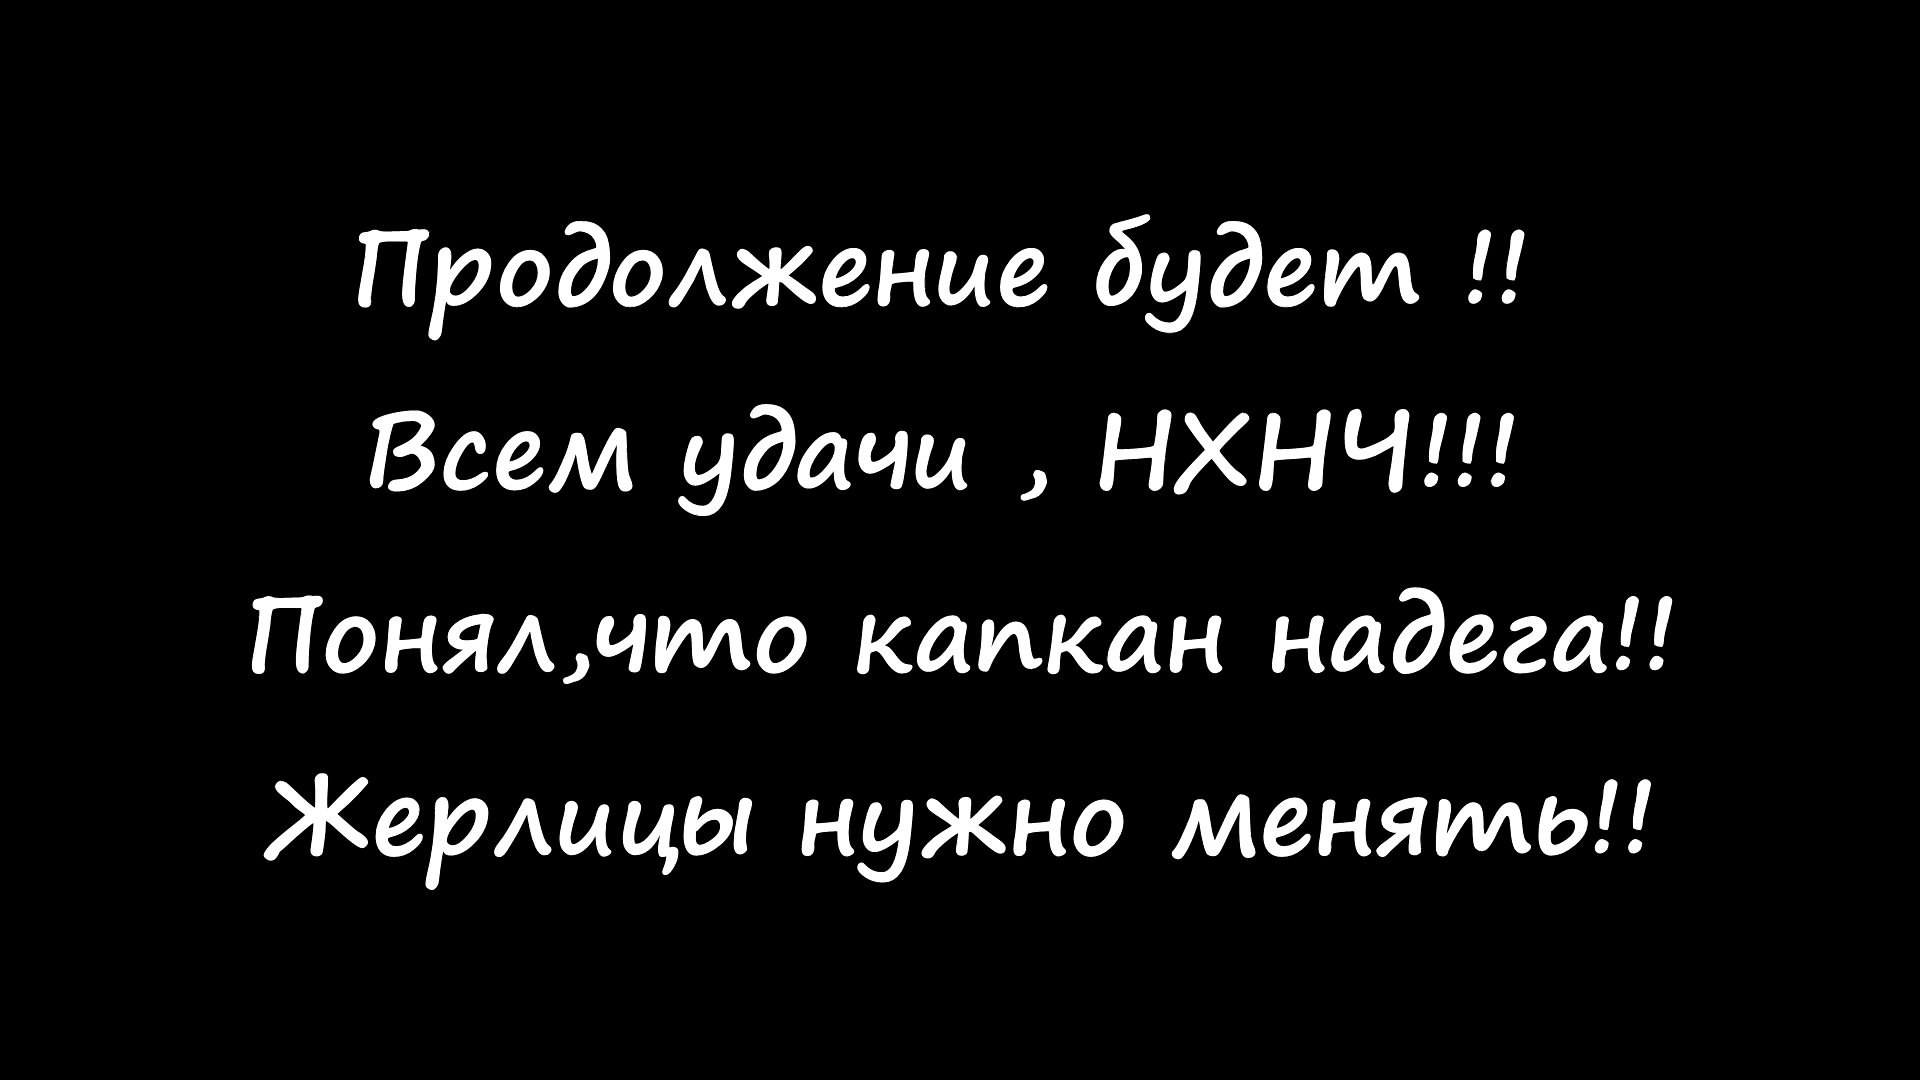 Продолжение будет !!
Всем удачи , НХНЧ!!!
Понял,что капкан надега!!
Жерлицы нужно менять!!